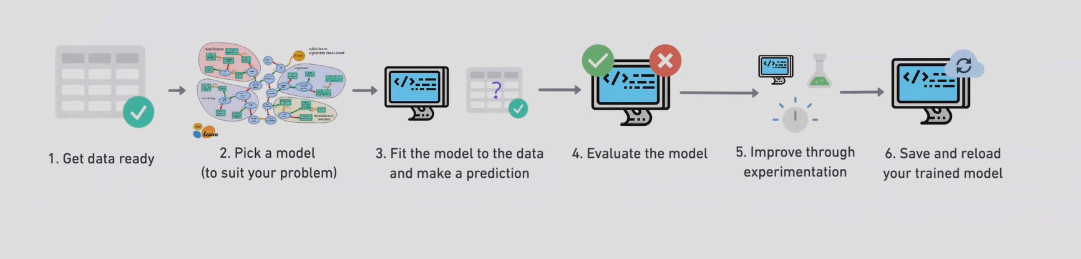 1. Get data ready
2. Pick a model
(to suit your problem)
3. Fit the model to the data
and make a prediction
4. Evaluate the model
5. Improve through
experimentation
6. Save and reload
your trained model
</>
</>
</>
</>
?
learn